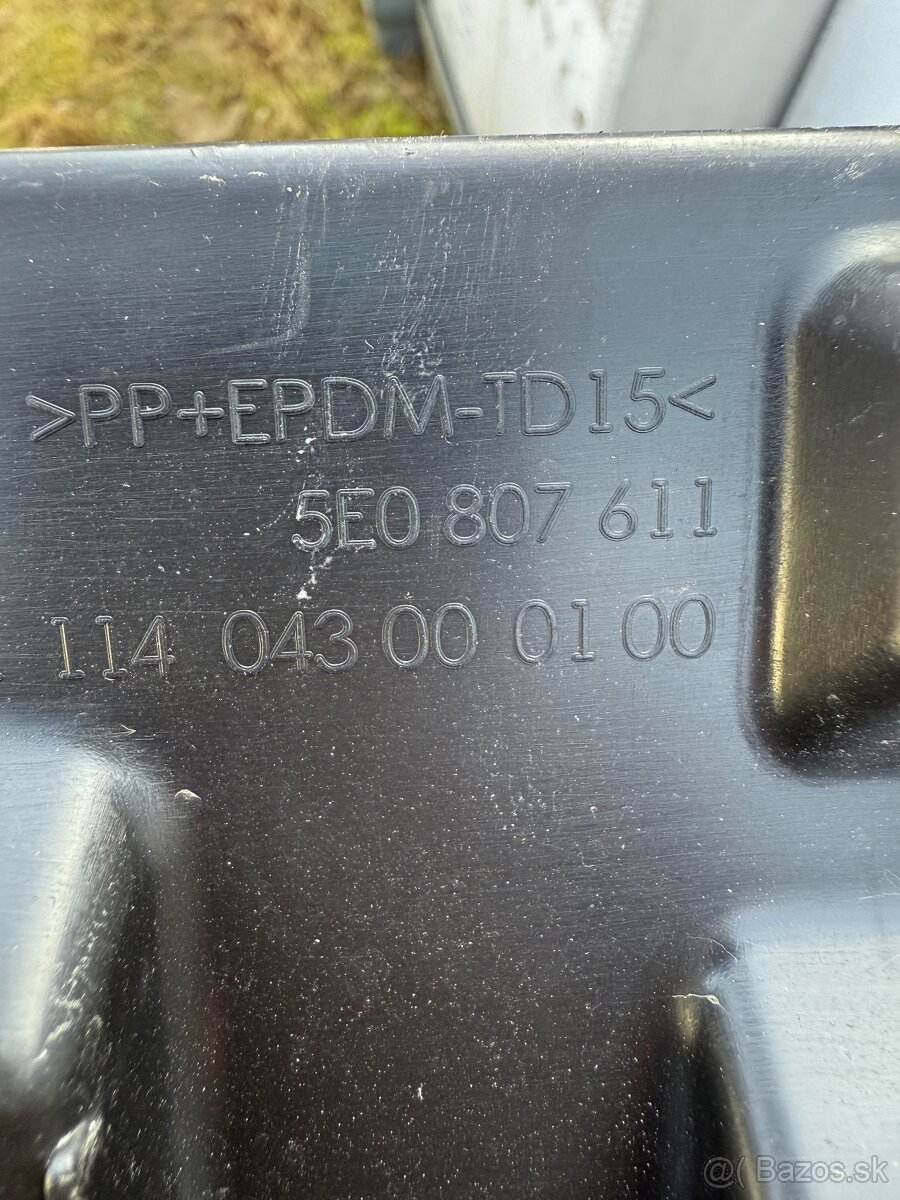 >PP+EPDM-TD15<
5E0 807 611
114 043 00 01 00
@( Bazos.sk